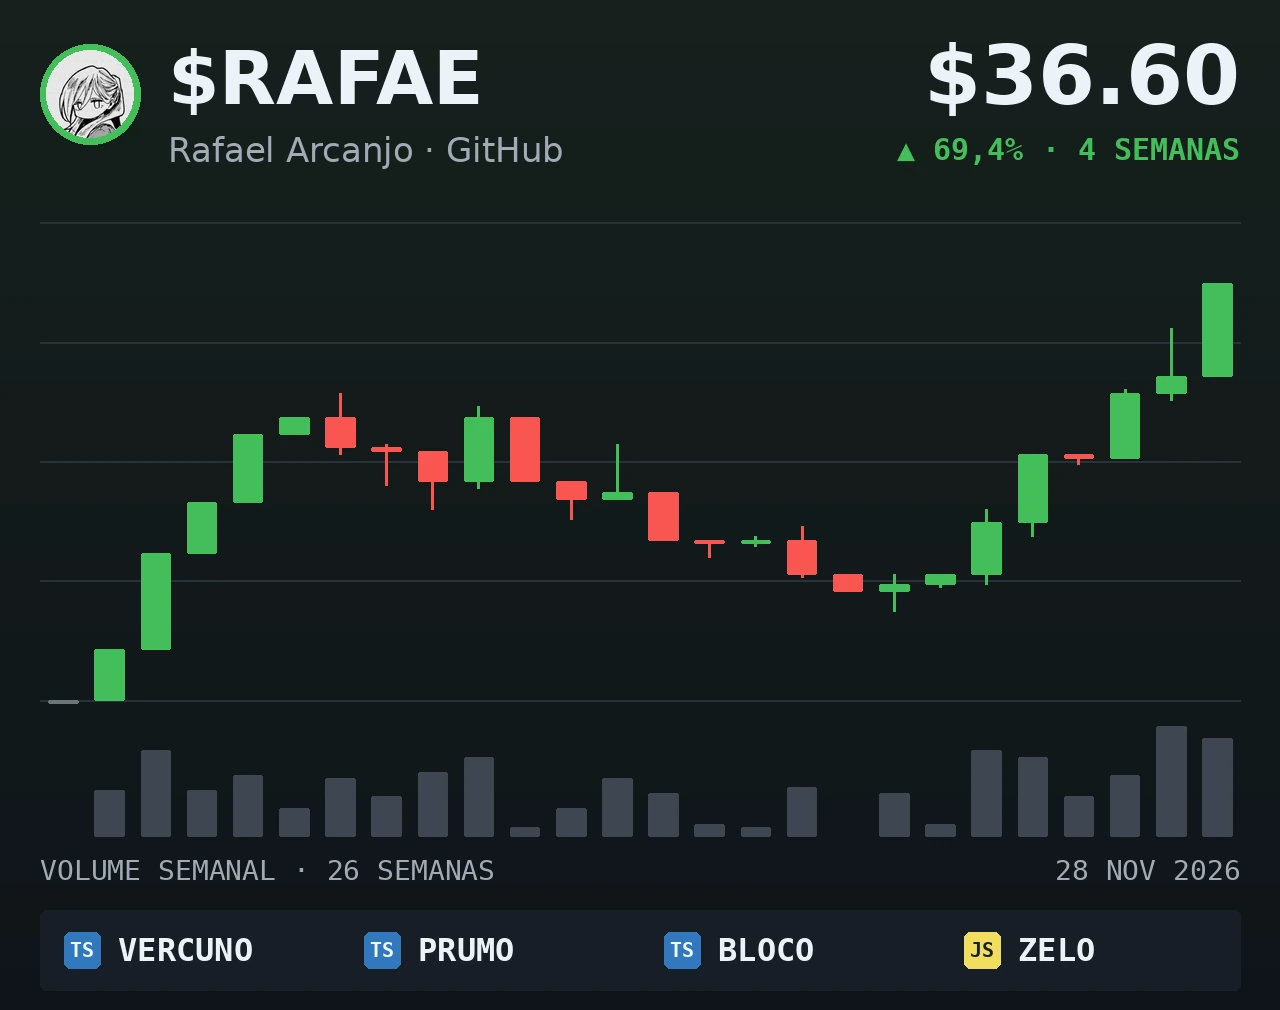 $RAFAE
$36.60
Rafael Arcanjo · GitHub
▲ 69,4% · 4 SEMANAS
VOLUME SEMANAL · 26 SEMANAS
28 NOV 2026
TS VERCUNO
TS PRUMO
TS BLOCO
JS ZELO